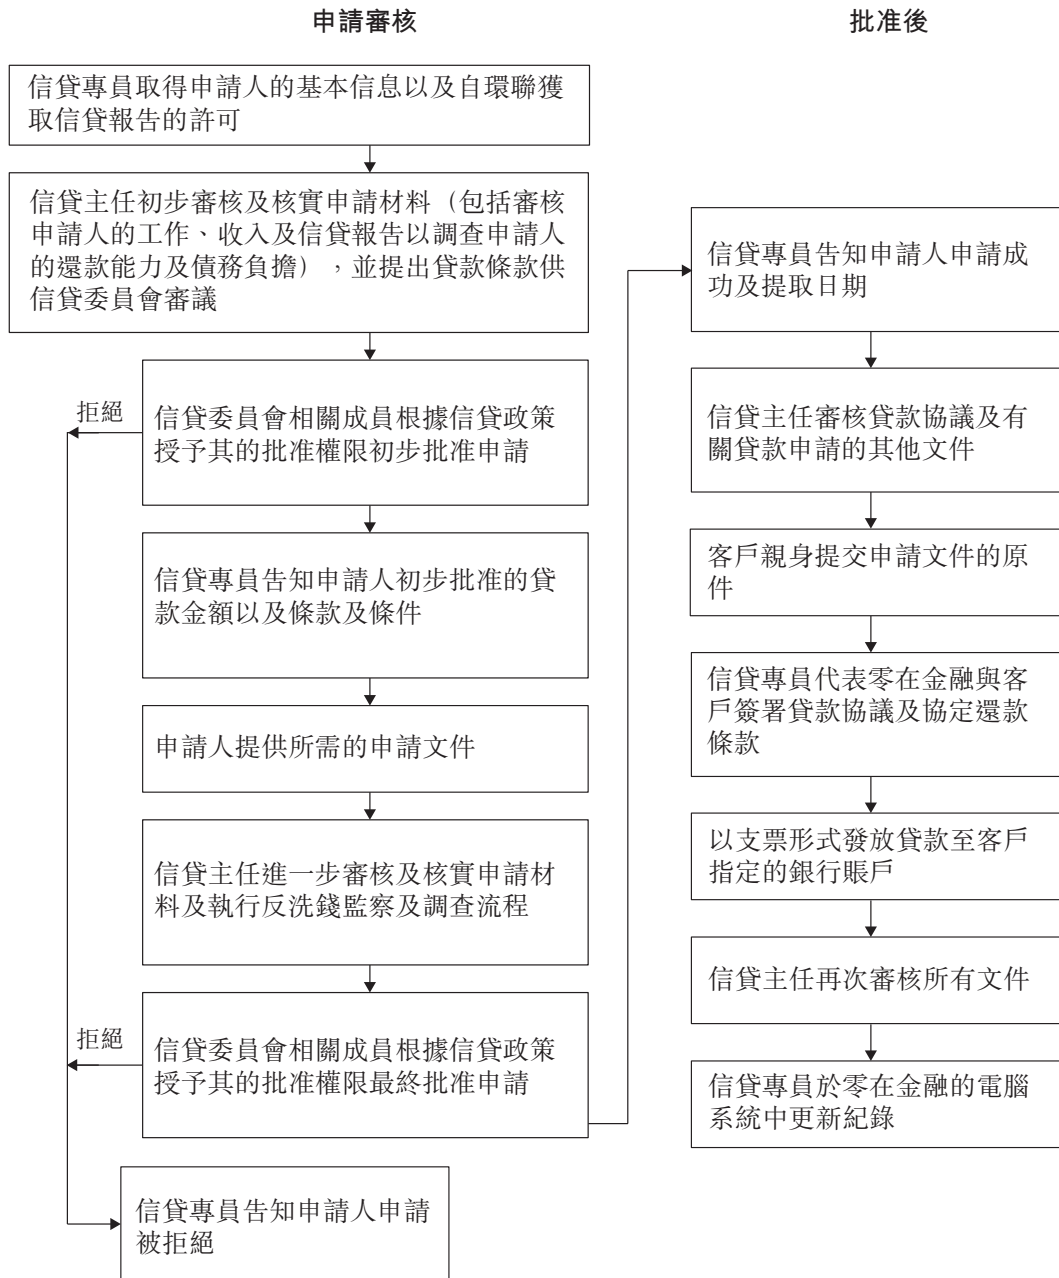 申請審核
信貸專員取得申請人的基本信息以及自環聯獲
取信貸報告的許可
信貸主任初步審核及核實申請材料（包括審核
申請人的工作、收入及信貸報告以調查申請人
的還款能力及債務負擔），並提出貸款條款供
信貸委員會審議
拒絕
信貸委員會相關成員根據信貸政策
授予其的批准權限初步批准申請
信貸專員告知申請人初步批准的貸
款金額以及條款及條件
申請人提供所需的申請文件
信貸主任進一步審核及核實申請材
料及執行反洗錢監察及調查流程
拒絕
信貸委員會相關成員根據信貸政策
授予其的批准權限最終批准申請
信貸專員告知申請人申請
被拒絕
批准後
信貸專員告知申請人申請成
功及提取日期
信貸主任審核貸款協議及有
關貸款申請的其他文件
客戶親身提交申請文件的原
件
信貸專員代表零在金融與客
戶簽署貸款協議及協定還款
條款
以支票形式發放貸款至客戶
指定的銀行賬戶
信貸主任再次審核所有文件
信貸專員於零在金融的電腦
系統中更新紀錄